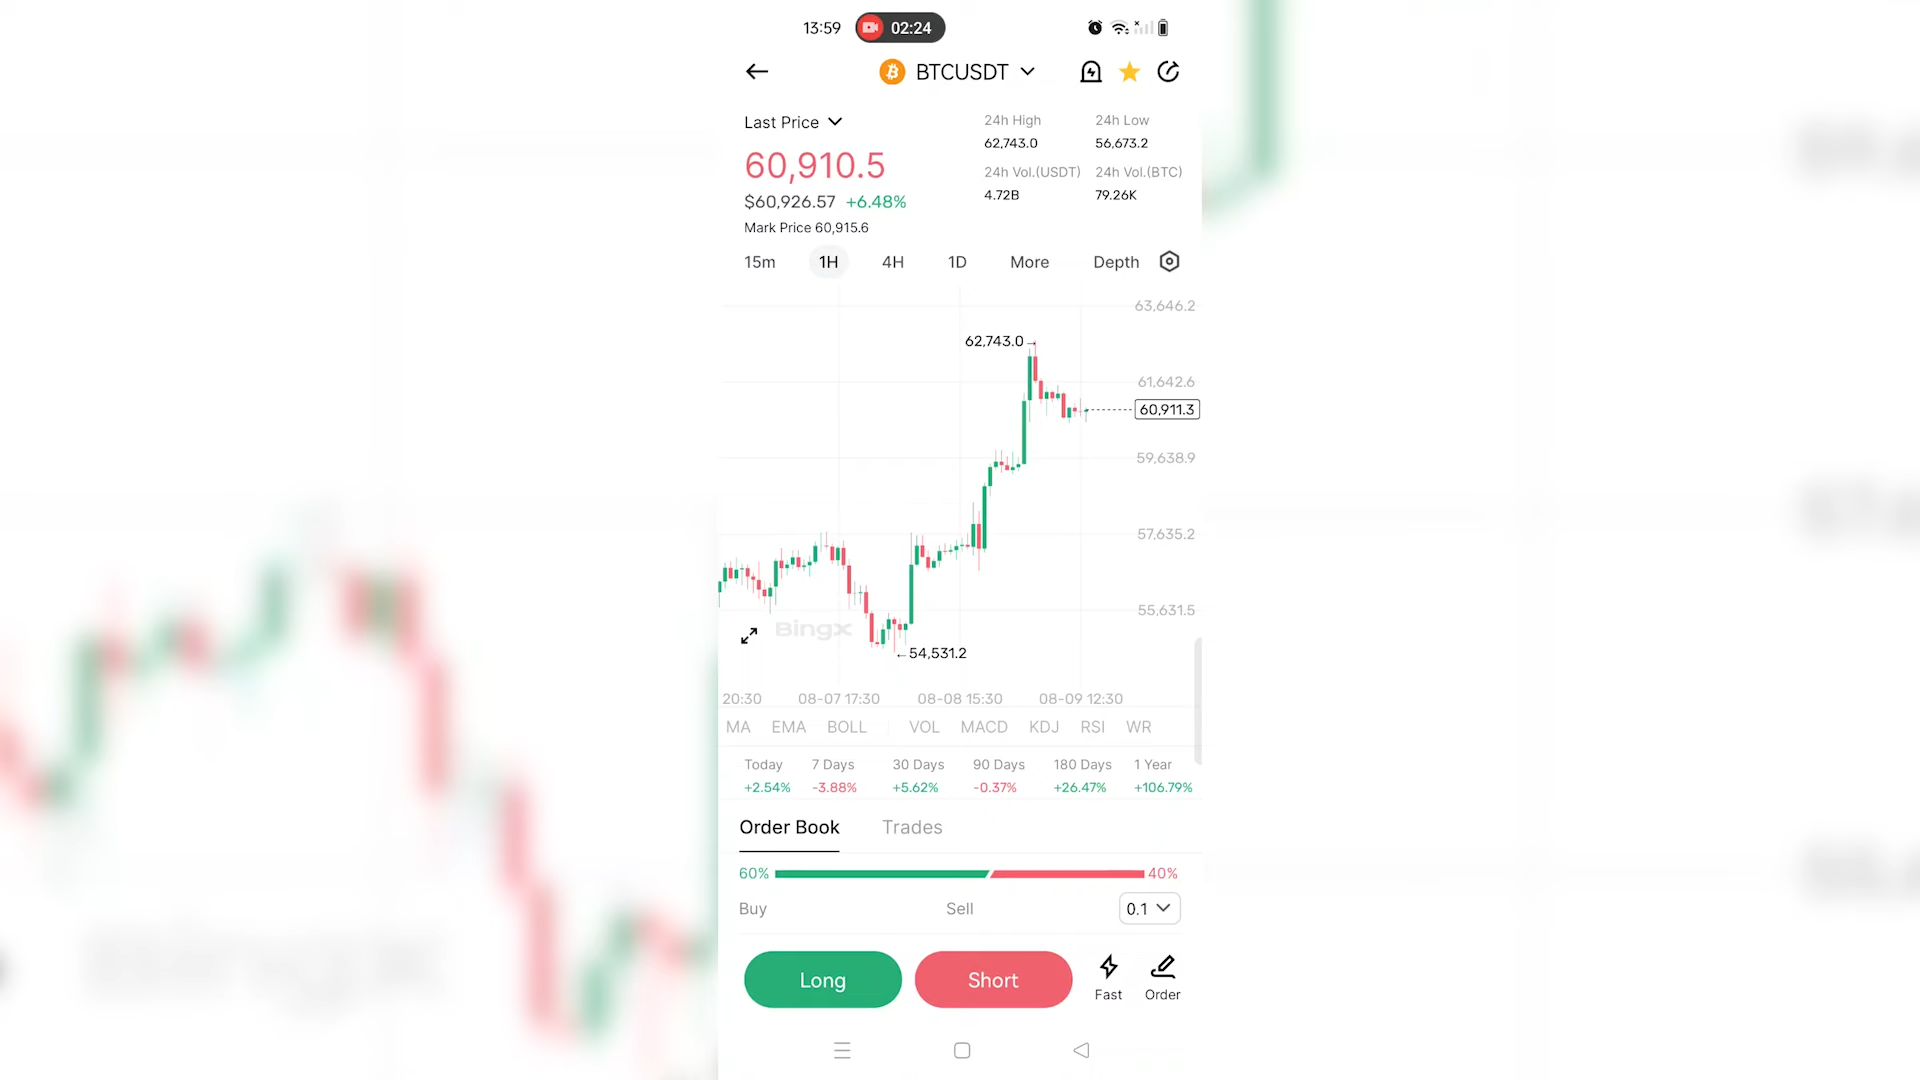 13:59 02:24
BTCUSDT
Last Price
60,910.5
$60,926.57 +6.48%
Mark Price 60,915.6
24h High 24h Low
62,743.0 56,673.2
24h Vol.(USDT) 24h Vol.(BTC)
4.72B 79.26K
15m 1H 4H 1D More Depth
63,646.2
62,743.0
61,642.6
60,911.3
59,638.9
57,635.2
55,631.5
BingX
54,531.2
20:30 08-07 17:30 08-08 15:30 08-09 12:30
MA EMA BOLL VOL MACD KDJ RSI WR
Today 7 Days 30 Days 90 Days 180 Days 1 Year
+2.54% -3.88% +5.62% -0.37% +26.47% +106.79%
Order Book Trades
60% 40%
Buy Sell 0.1
Long Short Fast Order